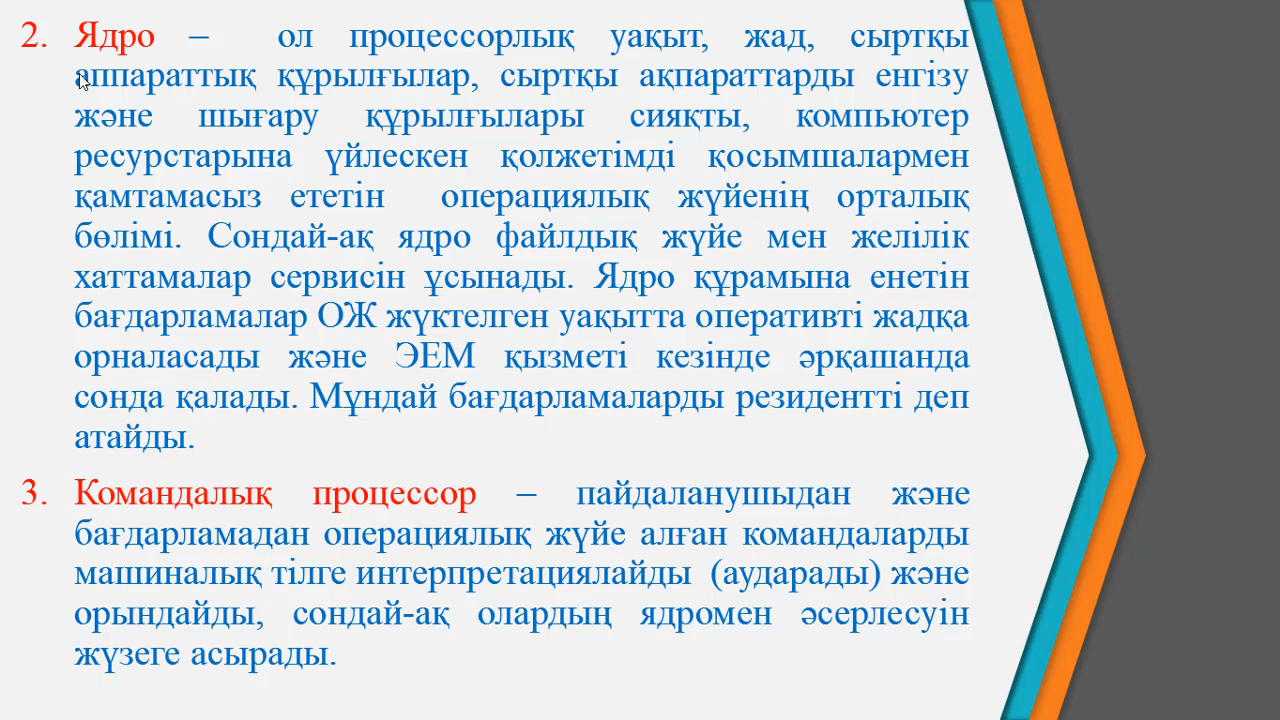 2. Ядро – ол процессорлық уақыт, жад, сыртқы
аппараттық құрылғылар, сыртқы ақпараттарды енгізу
және шығару құрылғылары сияқты, компьютер
ресурстарына үйлескен қолжетімді қосымшалармен
қамтамасыз ететін операциялық жүйенің орталық
бөлімі. Сондай-ақ ядро файлдық жүйе мен желілік
хаттамалар сервисін ұсынады. Ядро құрамына енетін
бағдарламалар ОЖ жүктелген уақытта оперативті жадқа
орналасады және ЭЕМ қызметі кезінде әрқашанда
сонда қалады. Мұндай бағдарламаларды резидентті деп
атайды.
3. Командалық процессор – пайдаланушыдан және
бағдарламадан операциялық жүйе алған командаларды
машиналық тілге интерпретациялайды (аударады) және
орындайды, сондай-ақ олардың ядромен әсерлесуін
жүзеге асырады.